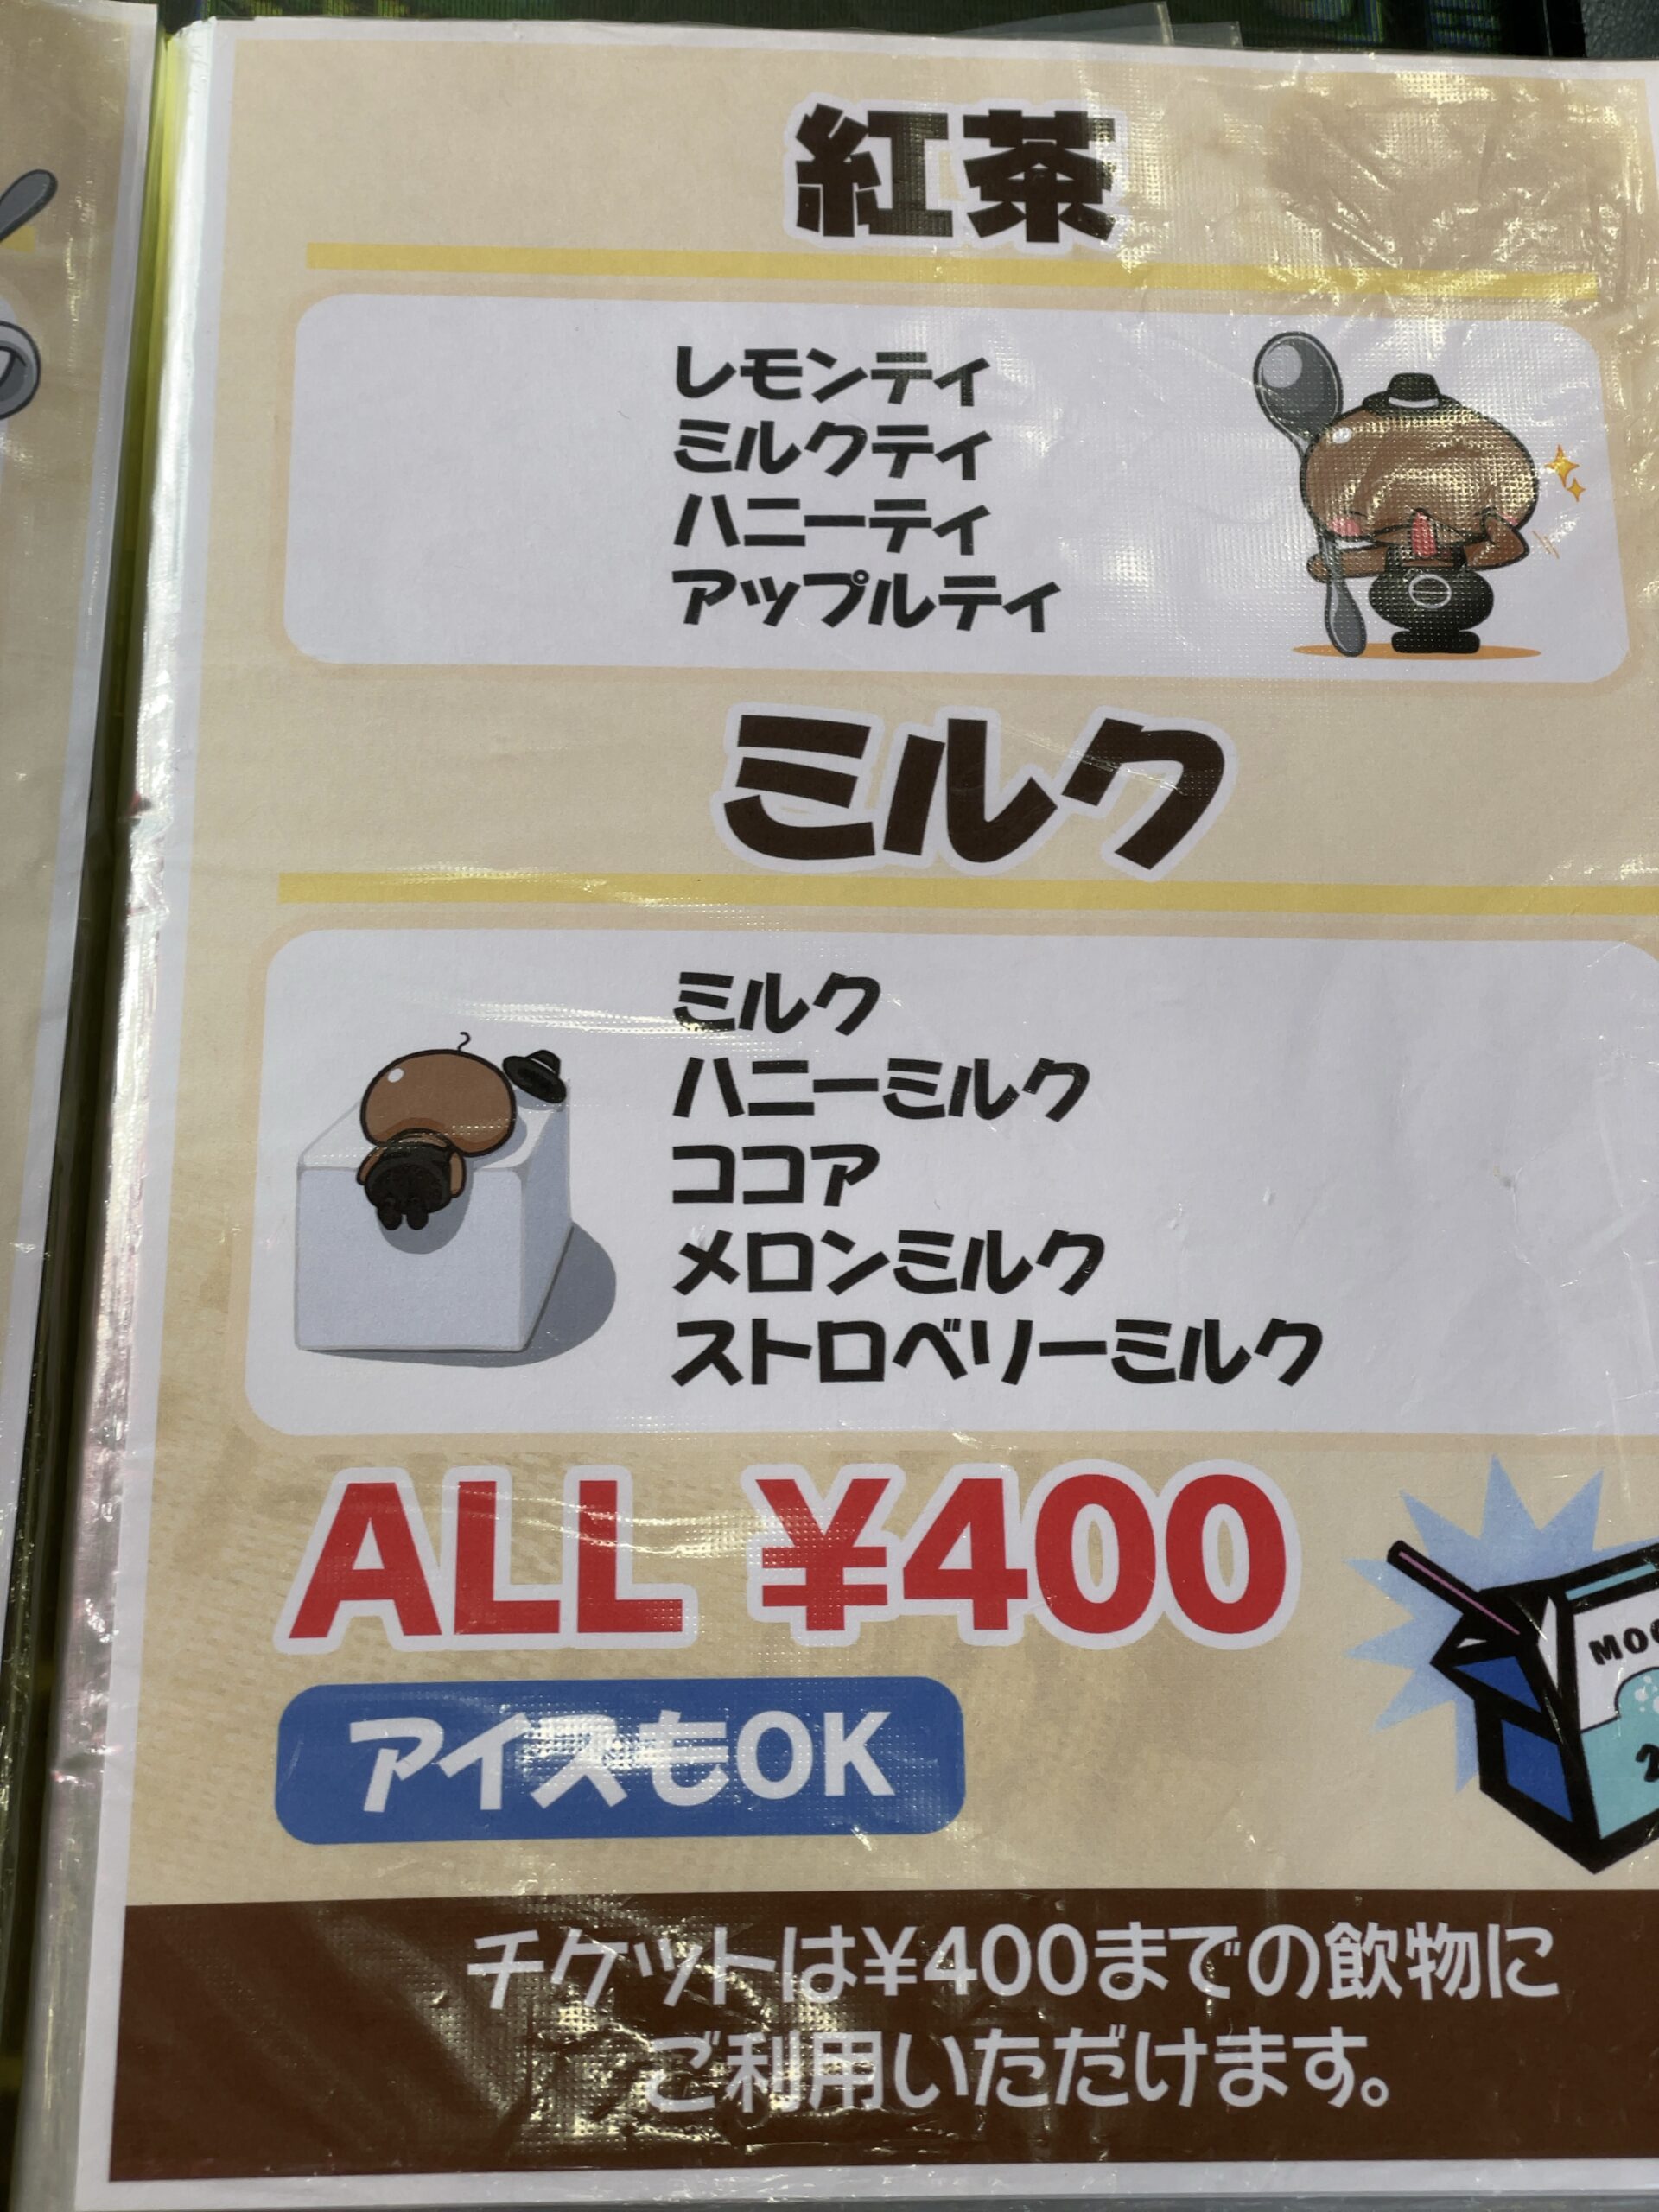 紅茶
レモンティ
ミルクティ
ハニーティ
アップルティ
ミルク
ミルク
ハニーミルク
ココア
メロンミルク
ストロベリーミルク
ALL ¥400
アイスもOK
チケットは¥400までの飲物に
ご利用いただけます。